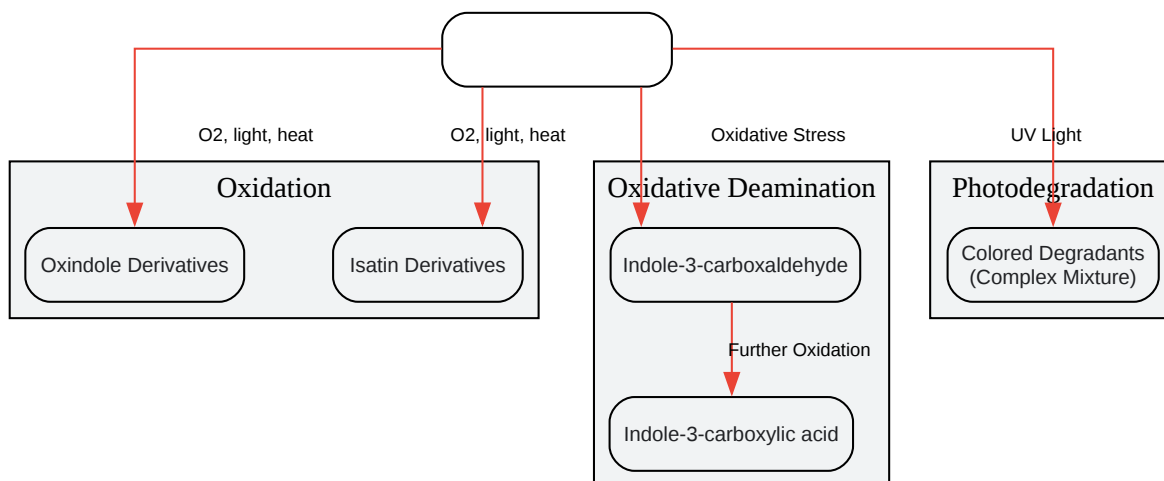 O2, light, heat
O2, light, heat
Oxidative Stress
UV Light
Oxidation
Oxidative Deamination
Photodegradation
Oxindole Derivatives
Isatin Derivatives
Indole-3-carboxaldehyde
Colored Degradants
(Complex Mixture)
Further Oxidation
Indole-3-carboxylic acid